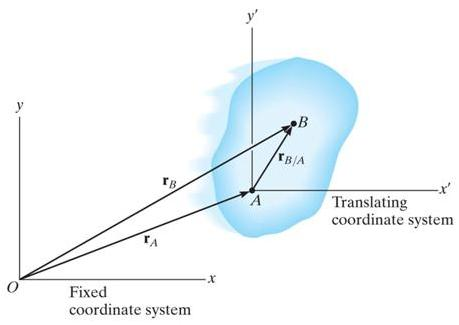 y'
y
B
r_B/A
r_B
A
x'
Translating
coordinate system
r_A
O
x
Fixed
coordinate system